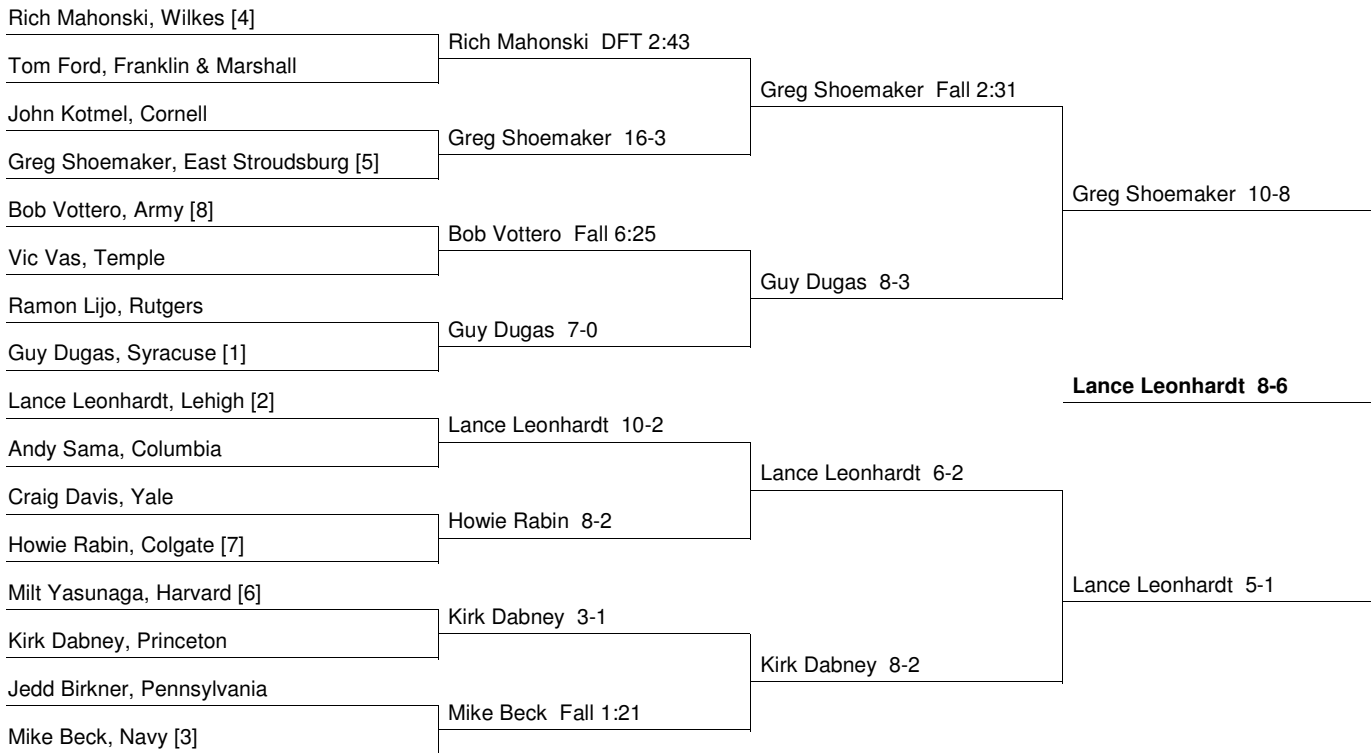 Rich Mahonski, Wilkes [4]
Rich Mahonski DFT 2:43
Tom Ford, Franklin & Marshall
Greg Shoemaker Fall 2:31
John Kotmel, Cornell
Greg Shoemaker 16-3
Greg Shoemaker, East Stroudsburg [5]
Greg Shoemaker 10-8
Bob Vottero, Army [8]
Bob Vottero Fall 6:25
Vic Vas, Temple
Guy Dugas 8-3
Ramon Lijo, Rutgers
Guy Dugas 7-0
Guy Dugas, Syracuse [1]
Lance Leonhardt 8-6
Lance Leonhardt, Lehigh [2]
Lance Leonhardt 10-2
Andy Sama, Columbia
Lance Leonhardt 6-2
Craig Davis, Yale
Howie Rabin 8-2
Howie Rabin, Colgate [7]
Lance Leonhardt 5-1
Milt Yasunaga, Harvard [6]
Kirk Dabney 3-1
Kirk Dabney, Princeton
Kirk Dabney 8-2
Jedd Birkner, Pennsylvania
Mike Beck Fall 1:21
Mike Beck, Navy [3]